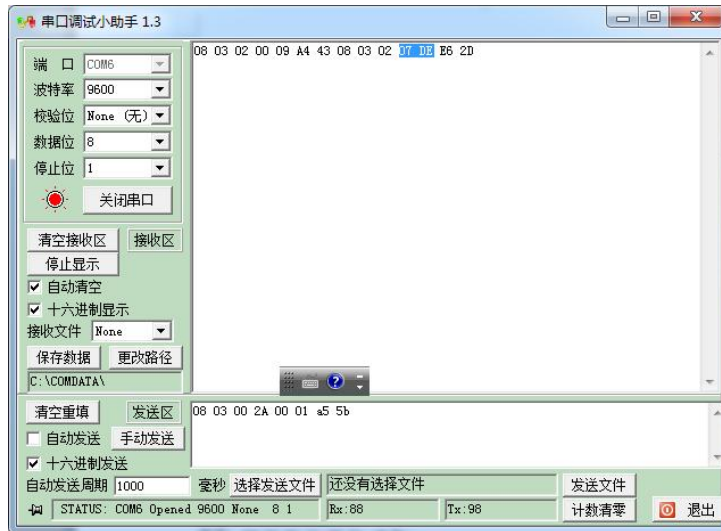 串口调试小助手 1.3
08 03 02 00 09 A4 43 08 03 02 07 DE E6 2D
端 口 COM6
波特率 9600
校验位 None (无)
数据位 8
停止位 1
关闭串口
清空接收区 接收区
停止显示
自动清空
十六进制显示
接收文件 None
保存数据 更改路径
C:\COMDATA\
清空重填 发送区
08 03 00 2A 00 01 a5 5b
自动发送 手动发送
十六进制发送
自动发送周期 1000 毫秒 选择发送文件 还没有选择文件 发送文件
STATUS: COM6 Opened 9600 None 8 1 Rx:88 Tx:98 计数清零 退出